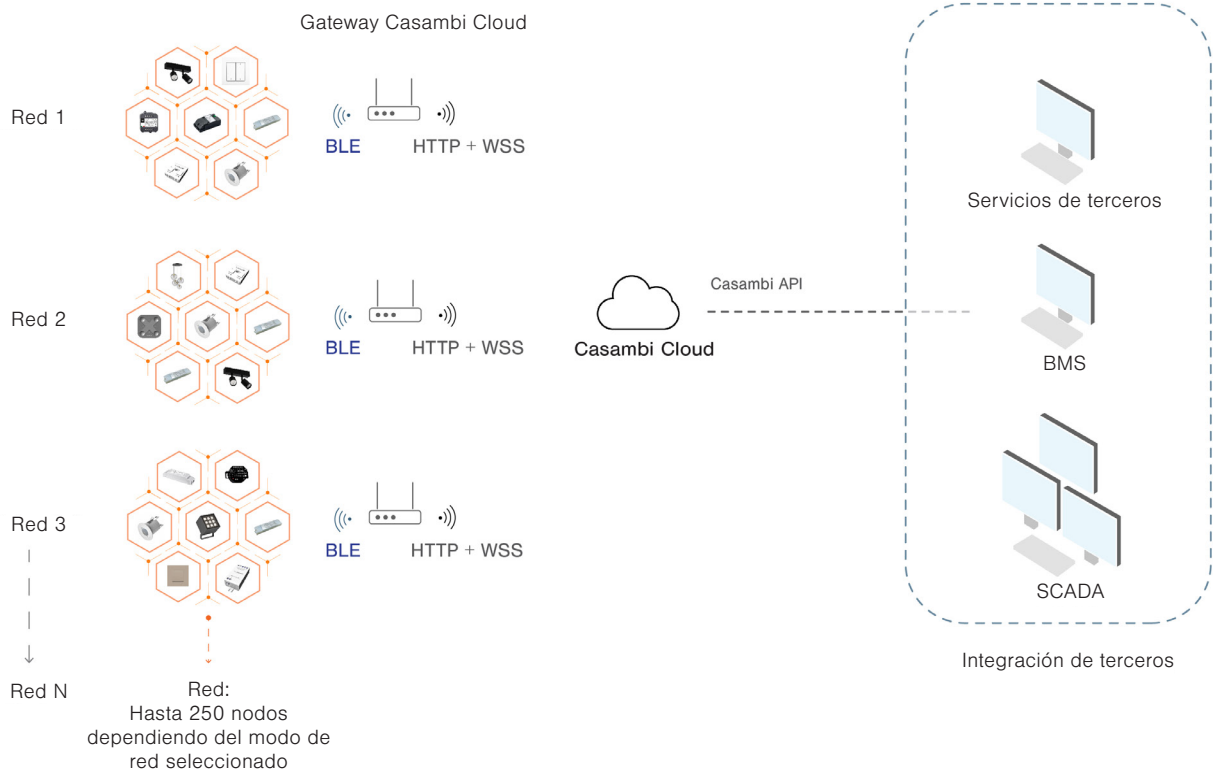 Gateway Casambi Cloud
Red 1
BLE
HTTP + WSS
Servicios de terceros
Red 2
BLE
HTTP + WSS
Casambi Cloud
Casambi API
BMS
Red 3
BLE
HTTP + WSS
SCADA
Integración de terceros
Red N
Red:
Hasta 250 nodos
dependiendo del modo de
red seleccionado